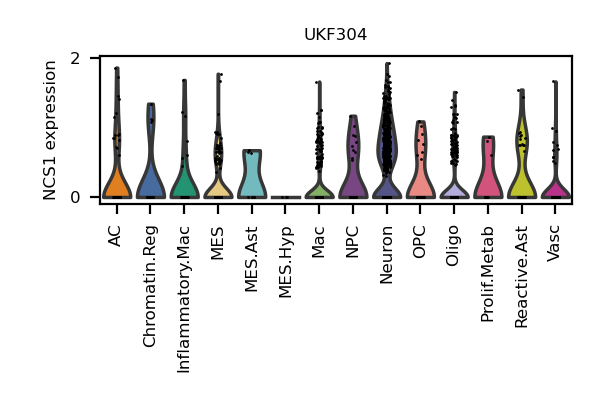 UKF304
NCS1 expression
2
0
AC
Chromatin.Reg
Inflammatory.Mac
MES
MES.Ast
MES.Hyp
Mac
NPC
Neuron
OPC
Oligo
Prolif.Metab
Reactive.Ast
Vasc